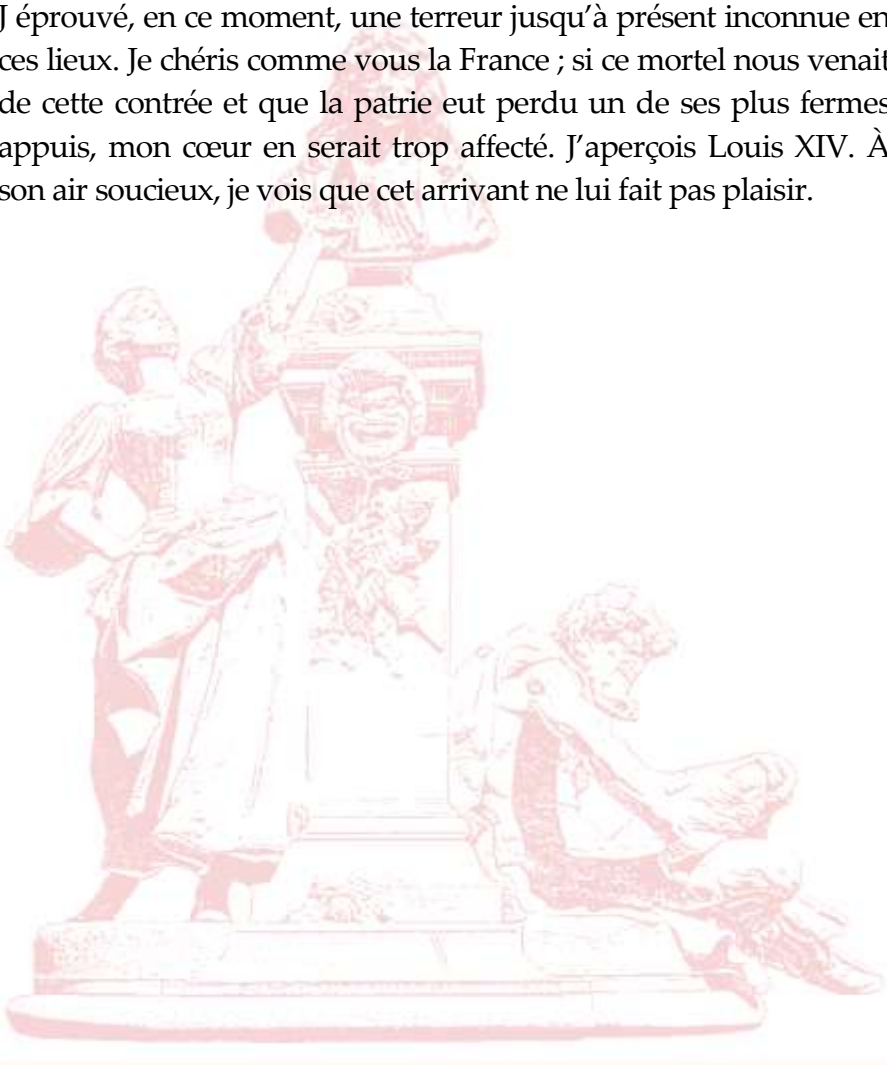 J éprouvé, en ce moment, une terreur jusqu’à présent inconnue en
ces lieux. Je chéris comme vous la France ; si ce mortel nous venait
de cette contrée et que la patrie eut perdu un de ses plus fermes
appuis, mon cœur en serait trop affecté. J’aperçois Louis XIV. À
son air soucieux, je vois que cet arrivant ne lui fait pas plaisir.